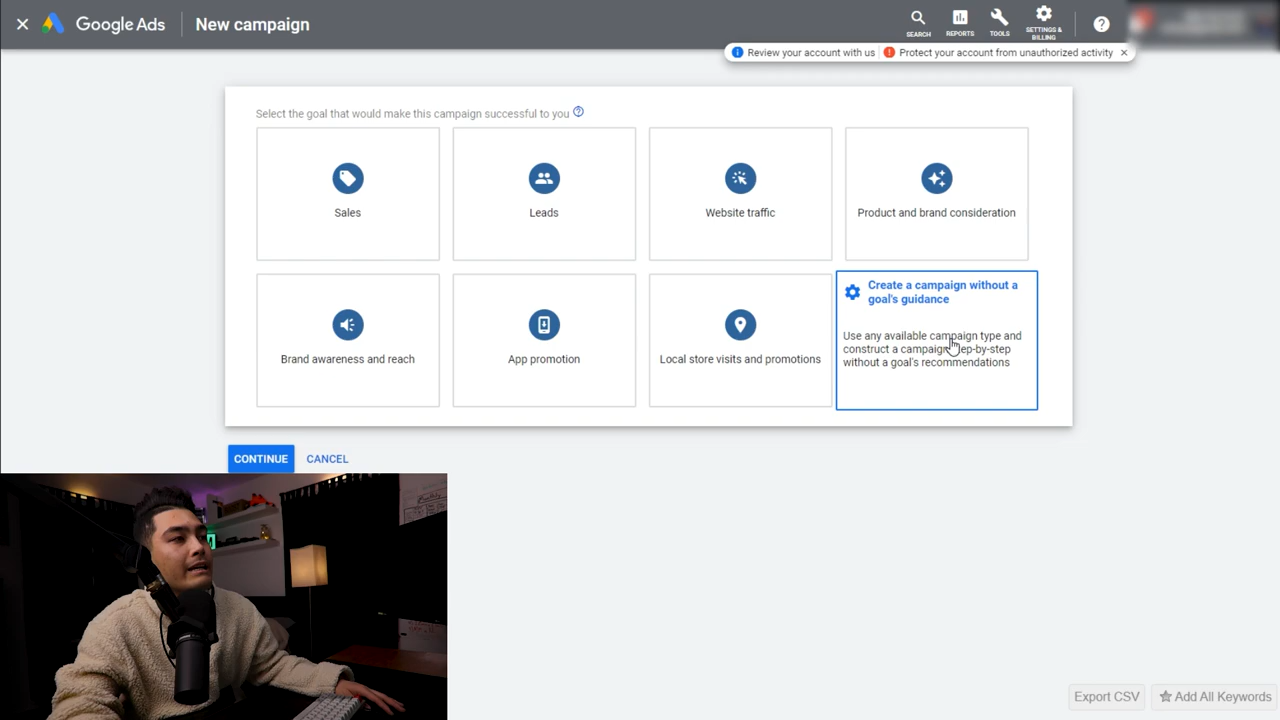 Google Ads
New campaign
SEARCH
REPORTS
TOOLS
SETTINGS &
BILLING
Review your account with us
Protect your account from unauthorized activity
Select the goal that would make this campaign successful to you
Sales
Leads
Website traffic
Product and brand consideration
Brand awareness and reach
App promotion
Local store visits and promotions
Create a campaign without a
goal's guidance
Use any available campaign type and
construct a campaign step-by-step
without a goal's recommendations
CONTINUE
CANCEL
Export CSV
Add All Keywords